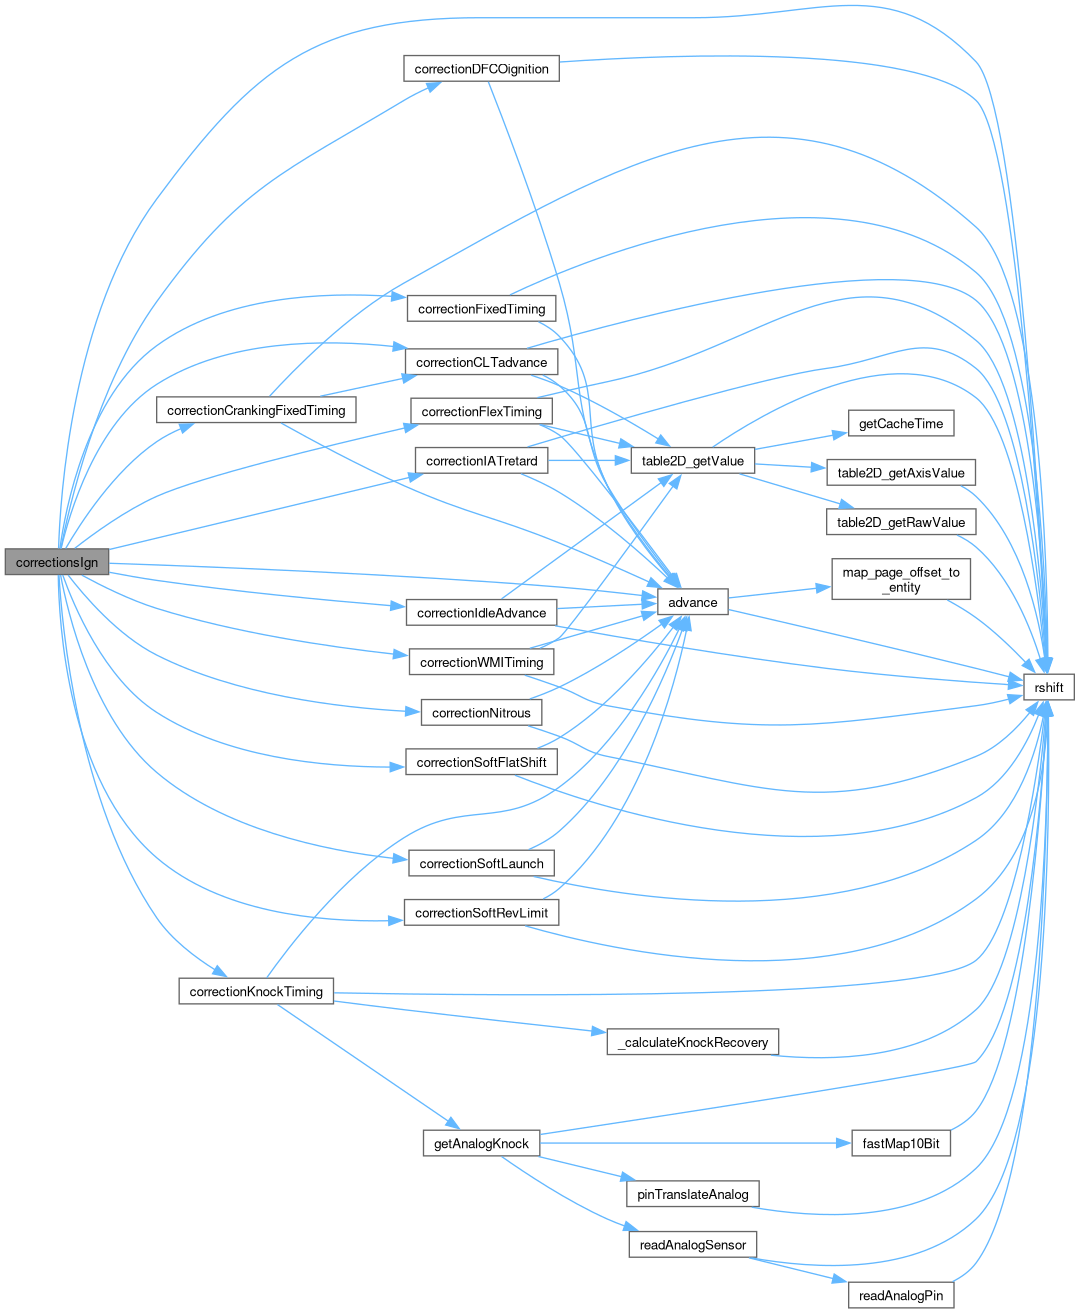 correctionDFCOignition
correctionFixedTiming
correctionCLTadvance
correctionCrankingFixedTiming
correctionFlexTiming
getCacheTime
correctionIATretard
table2D_getValue
table2D_getAxisValue
table2D_getRawValue
correctionsIgn
map_page_offset_to
_entity
advance
correctionIdleAdvance
correctionWMITiming
rshift
correctionNitrous
correctionSoftFlatShift
correctionSoftLaunch
correctionSoftRevLimit
correctionKnockTiming
_calculateKnockRecovery
getAnalogKnock
fastMap10Bit
pinTranslateAnalog
readAnalogSensor
readAnalogPin